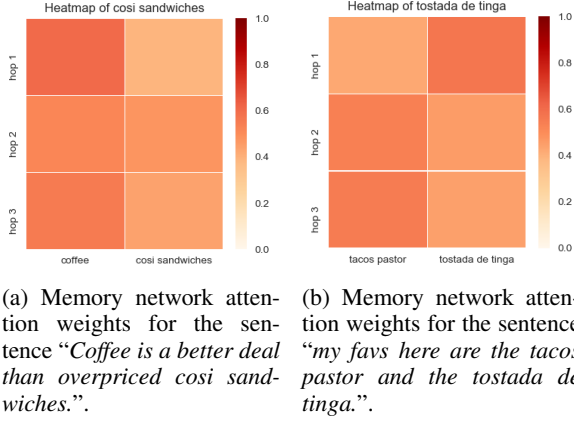 Heatmap of cosi sandwiches
1.0
0.8
0.6
0.4
0.2
0.0
hop 1
hop 2
hop 3
coffee
cosi sandwiches
Heatmap of tostada de tinga
1.0
0.8
0.6
0.4
0.2
0.0
hop 1
hop 2
hop 3
tacos pastor
tostada de tinga
(a) Memory network atten-
tion weights for the sen-
tence “Coffee is a better deal
than overpriced cosi sand-
wiches.”.
(b) Memory network atten-
tion weights for the sentence
“my favs here are the tacos
pastor and the tostada de
tinga.”.